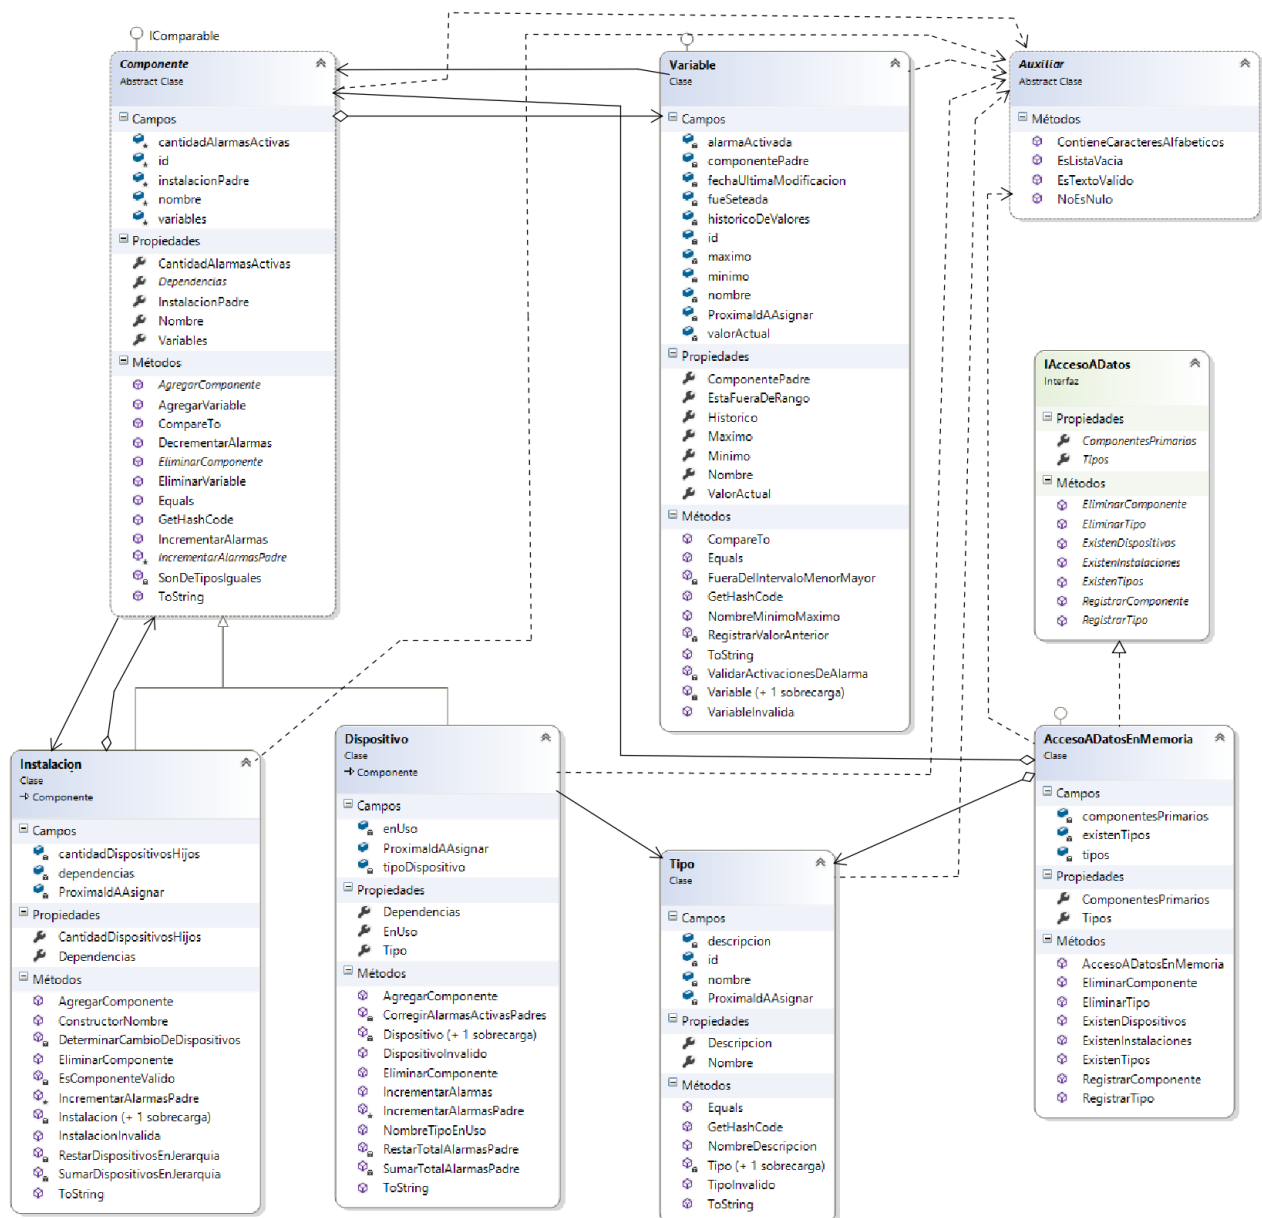 IComparable
Componente
Abstract Clase
Campos
cantidadAlarmasActivas
id
instalacionPadre
nombre
variables
Propiedades
CantidadAlarmasActivas
Dependencias
InstalacionPadre
Nombre
Variables
Métodos
AgregarComponente
AgregarVariable
CompareTo
DecrementarAlarmas
EliminarComponente
EliminarVariable
Equals
GetHashCode
IncrementarAlarmas
IncrementarAlarmasPadre
SonDeTiposIguales
ToString
Variable
Clase
Campos
alarmaActivada
componentePadre
fechaUltimaModificacion
fueSeteada
historicoDeValores
id
maximo
minimo
nombre
ProximaIdAAsignar
valorActual
Propiedades
ComponentePadre
EstaFueraDeRango
Historico
Maximo
Minimo
Nombre
ValorActual
Métodos
CompareTo
Equals
FueraDelIntervaloMenorMayor
GetHashCode
NombreMinimoMaximo
RegistrarValorAnterior
ToString
ValidarActivacionesDeAlarma
Variable (+ 1 sobrecarga)
VariableInvalida
Auxiliar
Abstract Clase
Métodos
ContieneCaracteresAlfabeticos
EsListaVacia
EsTextoValido
NoEsNulo
IAccesoADatos
Interfaz
Propiedades
ComponentesPrimarios
Tipos
Métodos
EliminarComponente
EliminarTipo
ExistenDispositivos
ExistenInstalaciones
ExistenTipos
RegistrarComponente
RegistrarTipo
Instalacion
Clase
Componente
Campos
cantidadDispositivosHijos
dependencias
ProximaIdAAsignar
Propiedades
CantidadDispositivosHijos
Dependencias
Métodos
AgregarComponente
ConstructorNombre
DeterminarCambioDeDispositivos
EliminarComponente
EsComponenteValido
IncrementarAlarmasPadre
Instalacion (+ 1 sobrecarga)
InstalacionInvalida
RestarDispositivosEnJerarquia
SumarDispositivosEnJerarquia
ToString
Dispositivo
Clase
Componente
Campos
enUso
ProximaIdAAsignar
tipoDispositivo
Propiedades
Dependencias
EnUso
Tipo
Métodos
AgregarComponente
CorregirAlarmasActivasPadres
Dispositivo (+ 1 sobrecarga)
DispositivoInvalido
EliminarComponente
IncrementarAlarmas
IncrementarAlarmasPadre
NombreTipoEnUso
RestarTotalAlarmasPadre
SumarTotalAlarmasPadre
ToString
Tipo
Clase
Campos
descripcion
id
nombre
ProximaIdAAsignar
Propiedades
Descripcion
Nombre
Métodos
Equals
GetHashCode
NombreDescripcion
Tipo (+ 1 sobrecarga)
TipoInvalido
ToString
AccesoADatosEnMemoria
Clase
Campos
componentesPrimarios
existenTipos
tipos
Propiedades
ComponentesPrimarios
Tipos
Métodos
AccesoADatosEnMemoria
EliminarComponente
EliminarTipo
ExistenDispositivos
ExistenInstalaciones
ExistenTipos
RegistrarComponente
RegistrarTipo